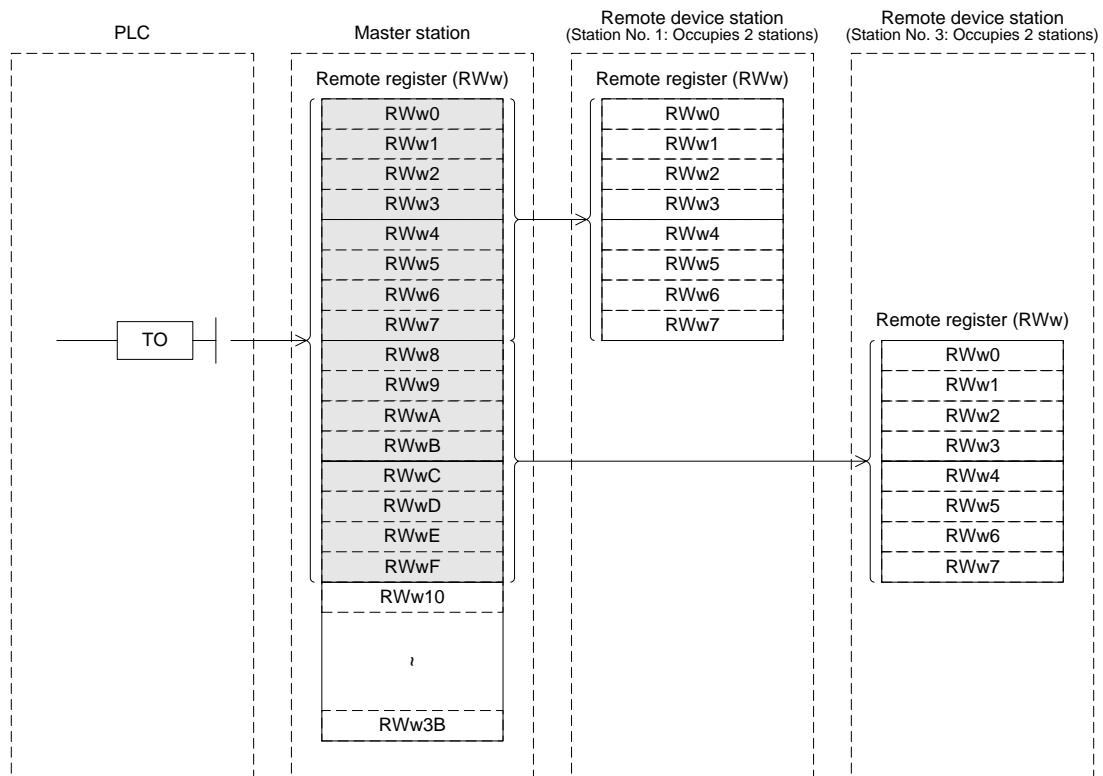 PLC
TO
Master station
Remote register (RWw)
RWw0
RWw1
RWw2
RWw3
RWw4
RWw5
RWw6
RWw7
RWw8
RWw9
RWwA
RWwB
RWwC
RWwD
RWwE
RWwF
RWw10
~
RWw3B
Remote device station
(Station No. 1: Occupies 2 stations)
Remote register (RWw)
RWw0
RWw1
RWw2
RWw3
RWw4
RWw5
RWw6
RWw7
Remote device station
(Station No. 3: Occupies 2 stations)
Remote register (RWw)
RWw0
RWw1
RWw2
RWw3
RWw4
RWw5
RWw6
RWw7